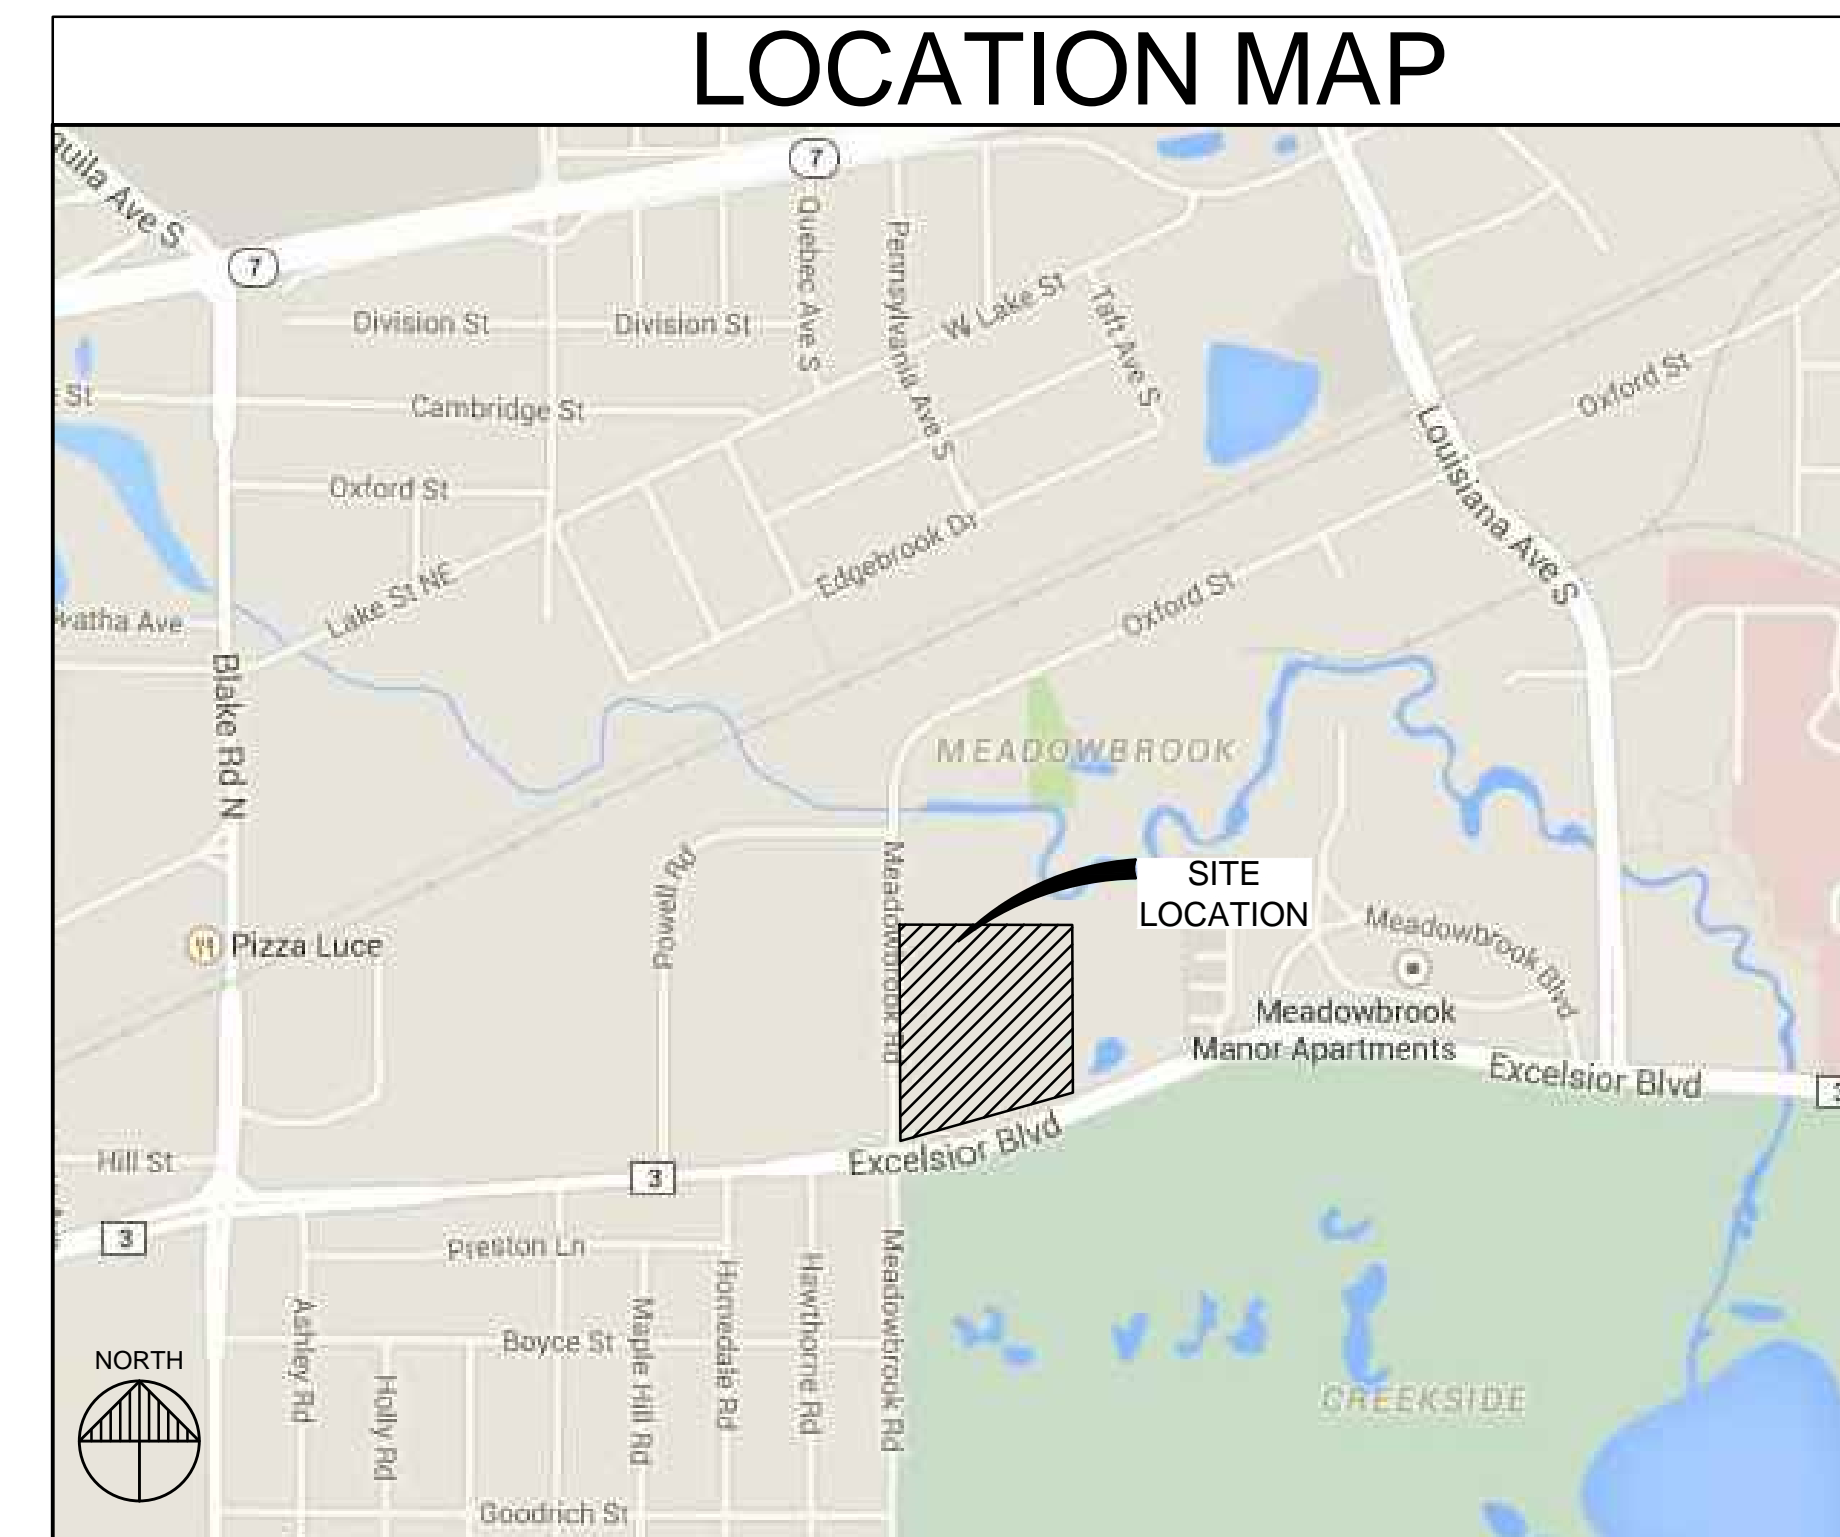 LOCATION MAP
quila Ave S
7
7
Quebec Ave S
Pennsylvania Ave S
W Lake St
Taft Ave S
Division St
Division St
St
Cambridge St
Oxford St
Louisiana Ave S
Oxford St
Edgebrook Dr
Lake St NE
Oxford St
Blake Rd N
MEADOWBROOK
Powell Rd
Meadowbrook Rd
SITE
LOCATION
Pizza Luce
Meadowbrook Blvd
Meadowbrook
Manor Apartments
Excelsior Blvd
Excelsior Blvd
Hill St
3
3
Preston Ln
Ashley Rd
Holly Rd
Boyce St
Maple Hill Rd
Homedale Rd
Hawthorne Rd
Meadowbrook Rd
CREEKSIDE
NORTH
Goodrich St